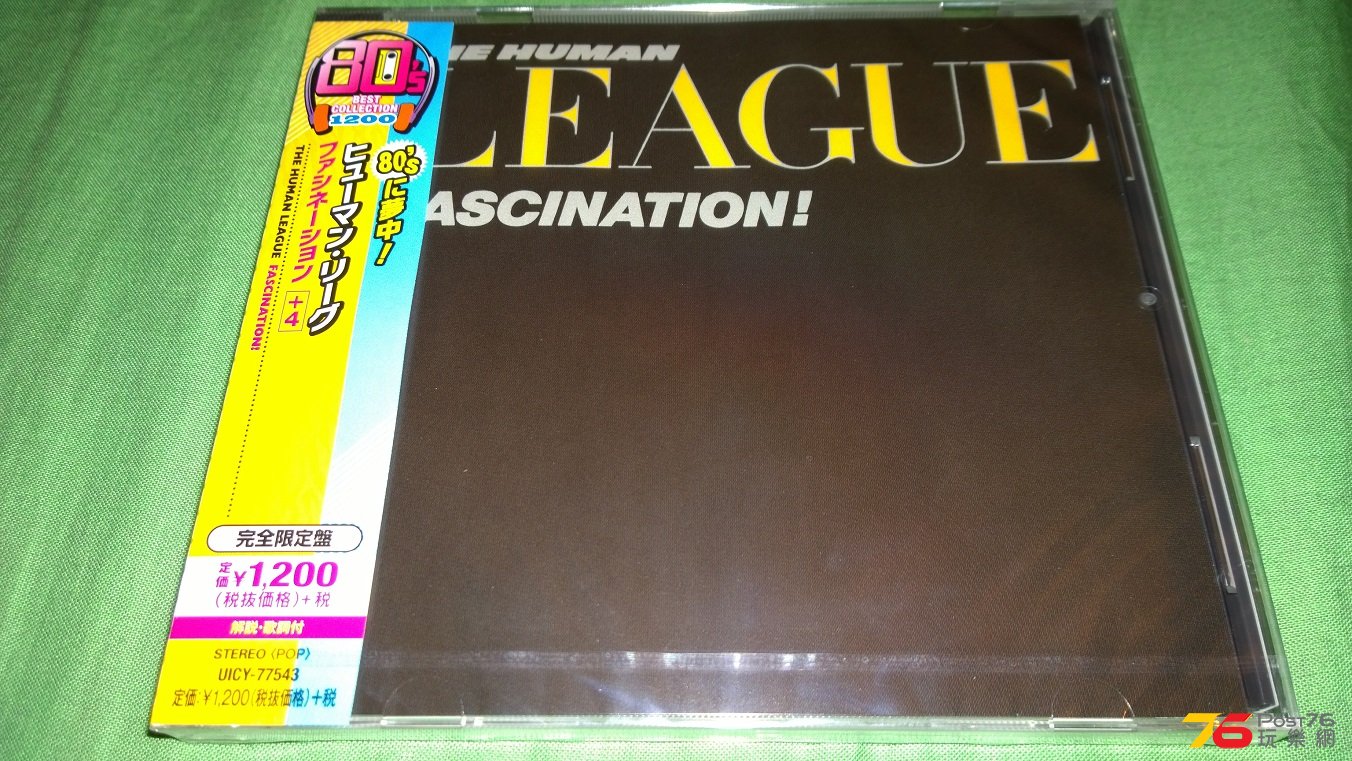 80's
BEST
COLLECTION
1200
80'sに夢中!
ヒューマン・リーグ
ファシネーション +4
THE HUMAN LEAGUE FASCINATION!
完全限定盤
定価 ¥1,200
(税抜価格)+税
解説・歌詞付
STEREO〈POP〉
UICY-77543
定価:¥1,200(税抜価格)+税
HE HUMAN
LEAGUE
ASCINATION!
76 Post76
玩樂網